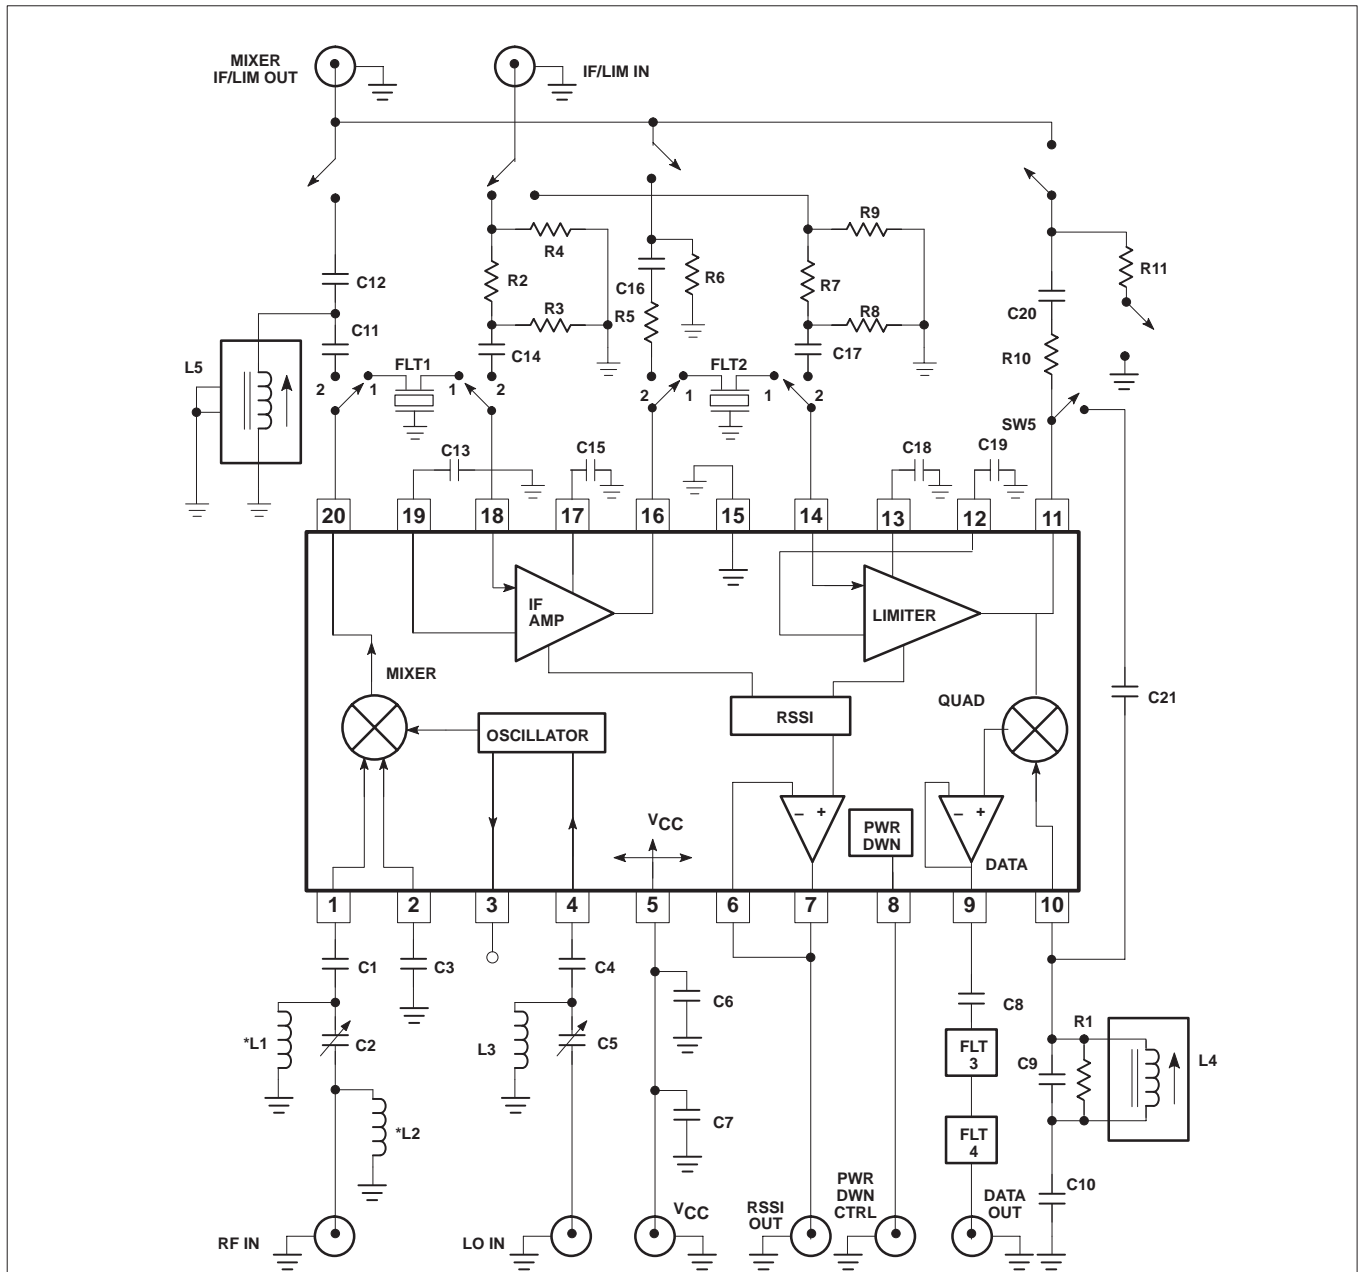 MIXER
IF/LIM OUT
IF/LIM IN
R9
R4
C12
R2
C16
R6
R7
R11
R3
R5
R8
C20
C11
C14
C17
L5
FLT1
FLT2
R10
2
1
1
2
2
1
1
2
SW5
C13
C15
C18
C19
20
19
18
17
16
15
14
13
12
11
IF
AMP
LIMITER
MIXER
QUAD
C21
OSCILLATOR
RSSI
VCC
– +
PWR
DWN
– +
DATA
1
2
3
4
5
6
7
8
9
10
C1
C3
C4
C6
C8
*L1
C2
L3
C5
R1
FLT
3
C9
L4
*L2
C7
FLT
4
C10
RF IN
LO IN
VCC
RSSI
OUT
PWR
DWN
CTRL
DATA
OUT